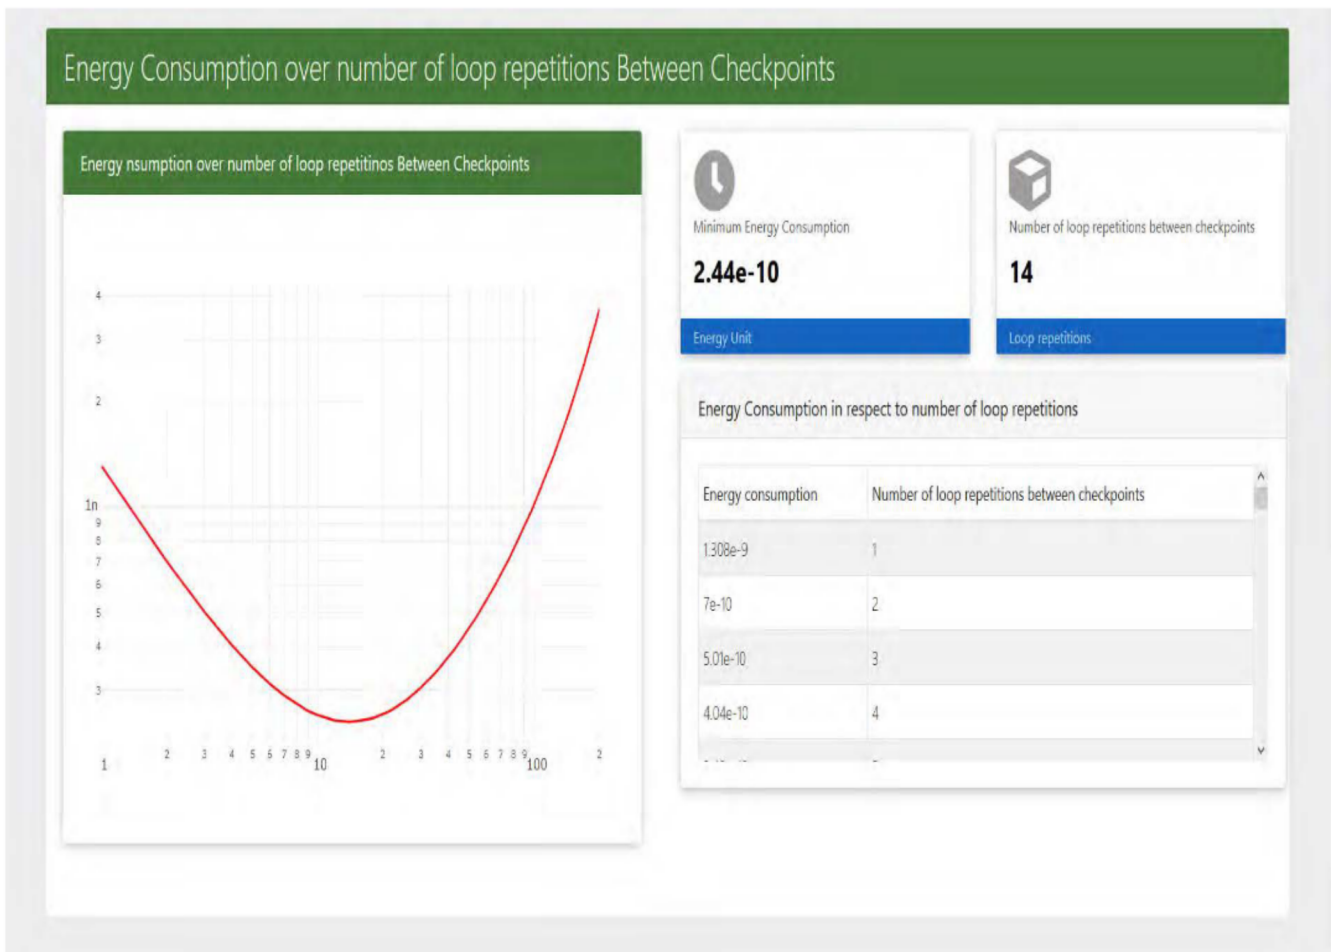 Energy Consumption over number of loop repetitions Between Checkpoints
Energy nsumption over number of loop repetitinos Between Checkpoints
4
3
2
1n
9
8
7
6
5
4
3
1
2
3
4
5
6
7
8
9
10
2
3
4
5
6
7
8
9
100
2
Minimum Energy Consumption
2.44e-10
Energy Unit
Number of loop repetitions between checkpoints
14
Loop repetitions
Energy Consumption in respect to number of loop repetitions
Energy consumption Number of loop repetitions between checkpoints
1.308e-9 1
7e-10 2
5.01e-10 3
4.04e-10 4